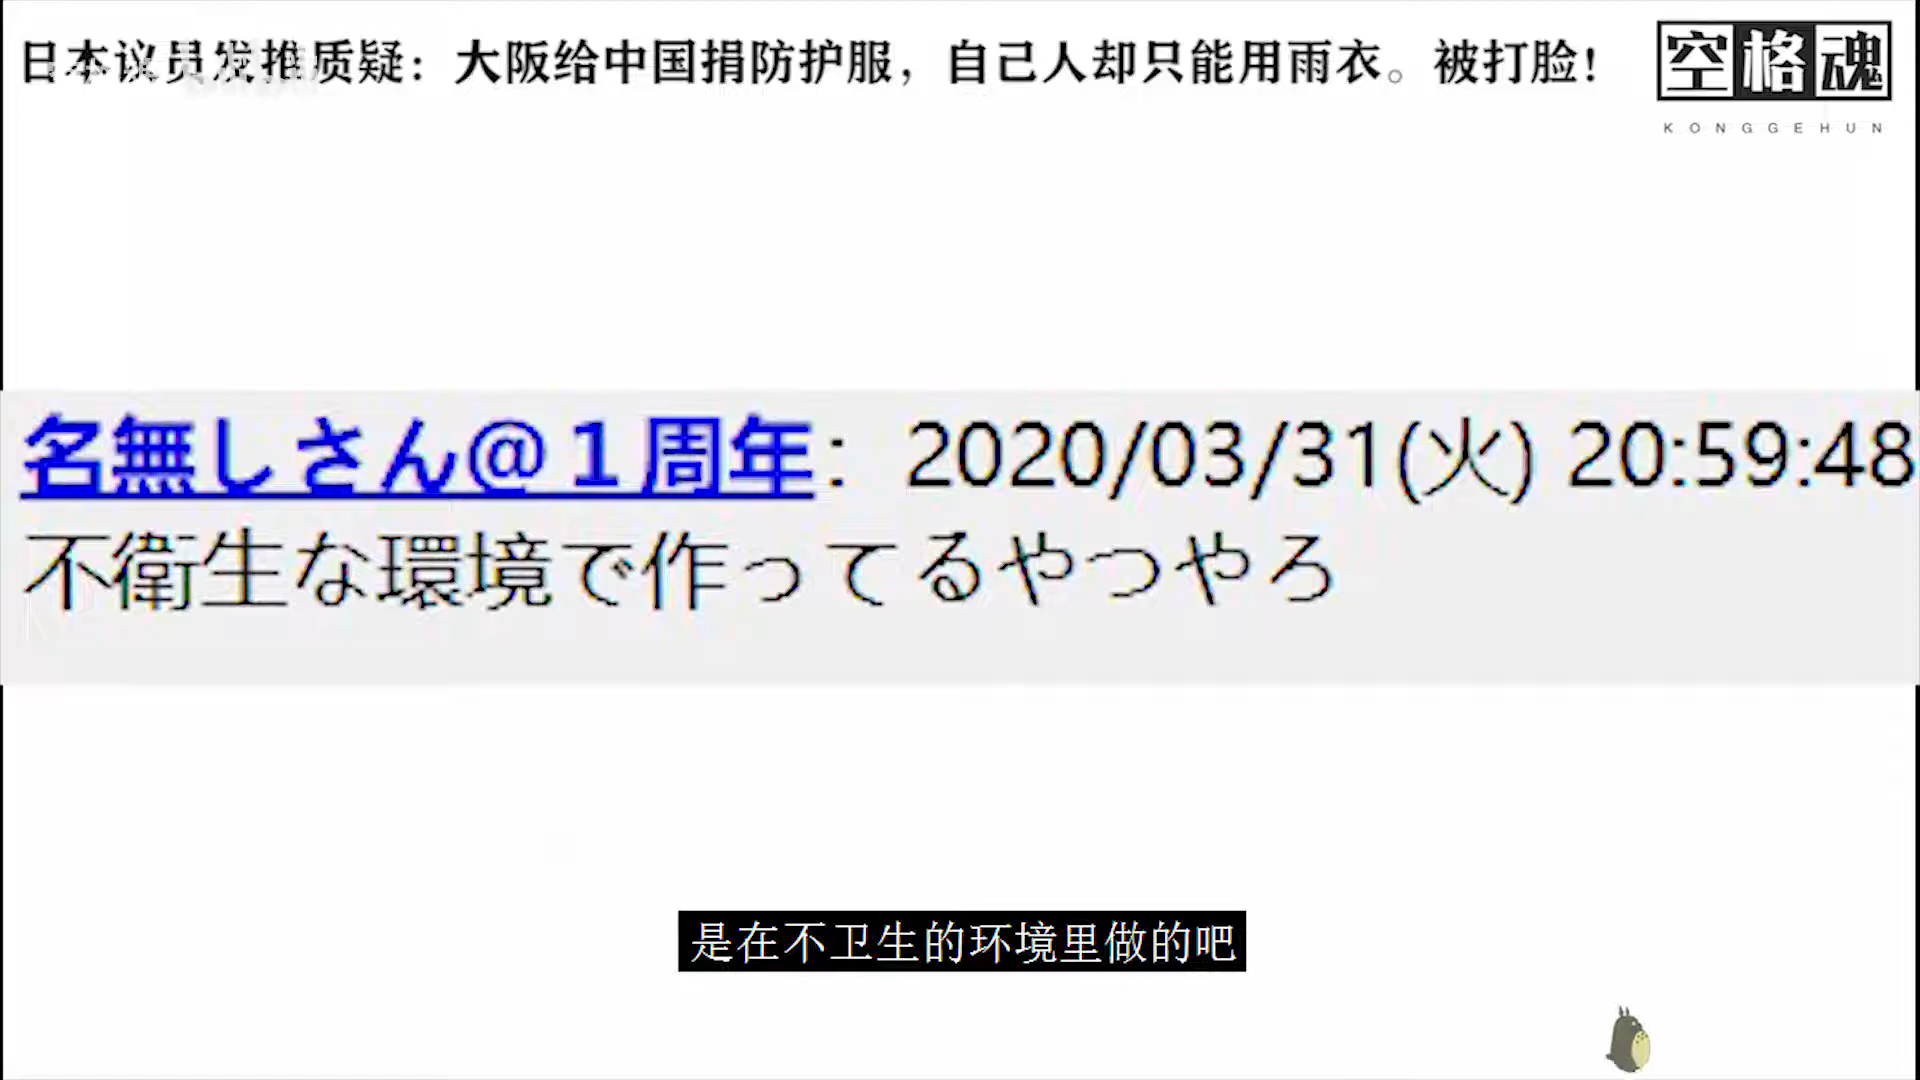 日本议员发推质疑：大阪给中国捐防护服，自己人却只能用雨衣。被打脸！
空格魂
KONGGEHUN
名無しさん@１周年： 2020/03/31(火) 20:59:48
不衛生な環境で作ってるやつやろ
是在不卫生的环境里做的吧